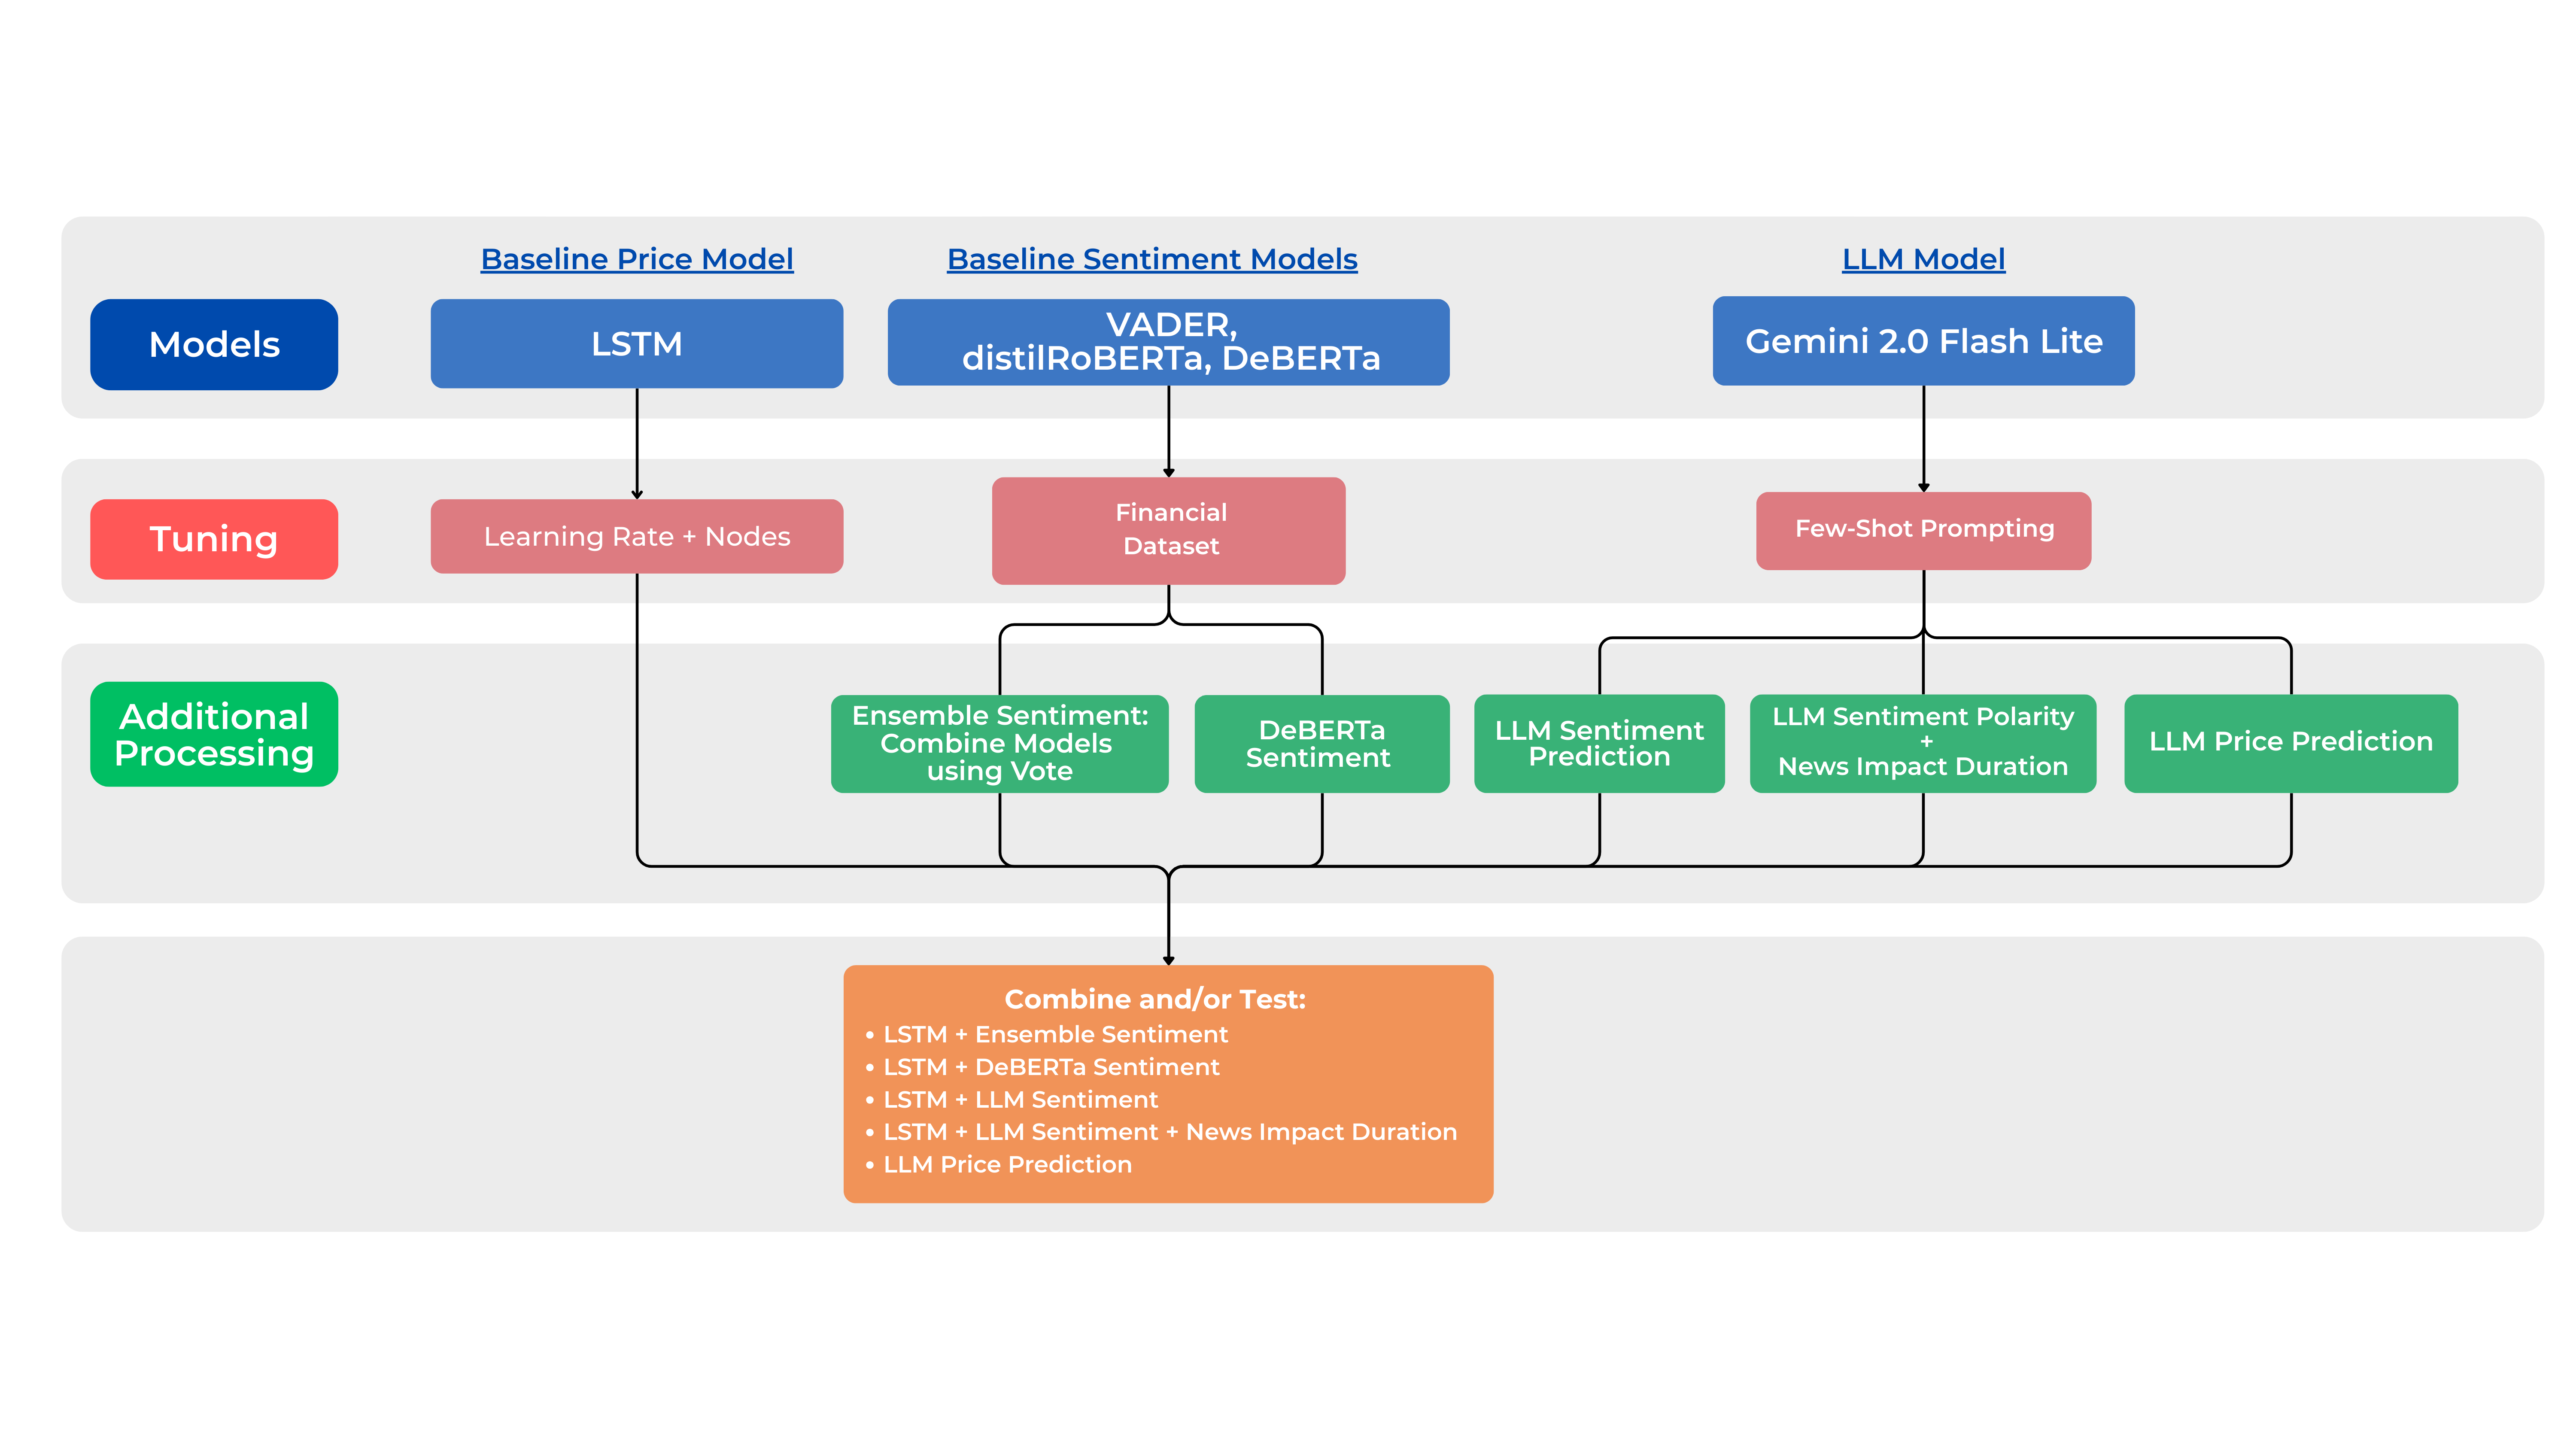 Baseline Price Model
Baseline Sentiment Models
LLM Model
Models
LSTM
VADER,
distilRoBERTa, DeBERTa
Gemini 2.0 Flash Lite
Tuning
Learning Rate + Nodes
Financial
Dataset
Few-Shot Prompting
Additional
Processing
Ensemble Sentiment:
Combine Models
using Vote
DeBERTa
Sentiment
LLM Sentiment
Prediction
LLM Sentiment Polarity
+
News Impact Duration
LLM Price Prediction
Combine and/or Test:
• LSTM + Ensemble Sentiment
• LSTM + DeBERTa Sentiment
• LSTM + LLM Sentiment
• LSTM + LLM Sentiment + News Impact Duration
• LLM Price Prediction